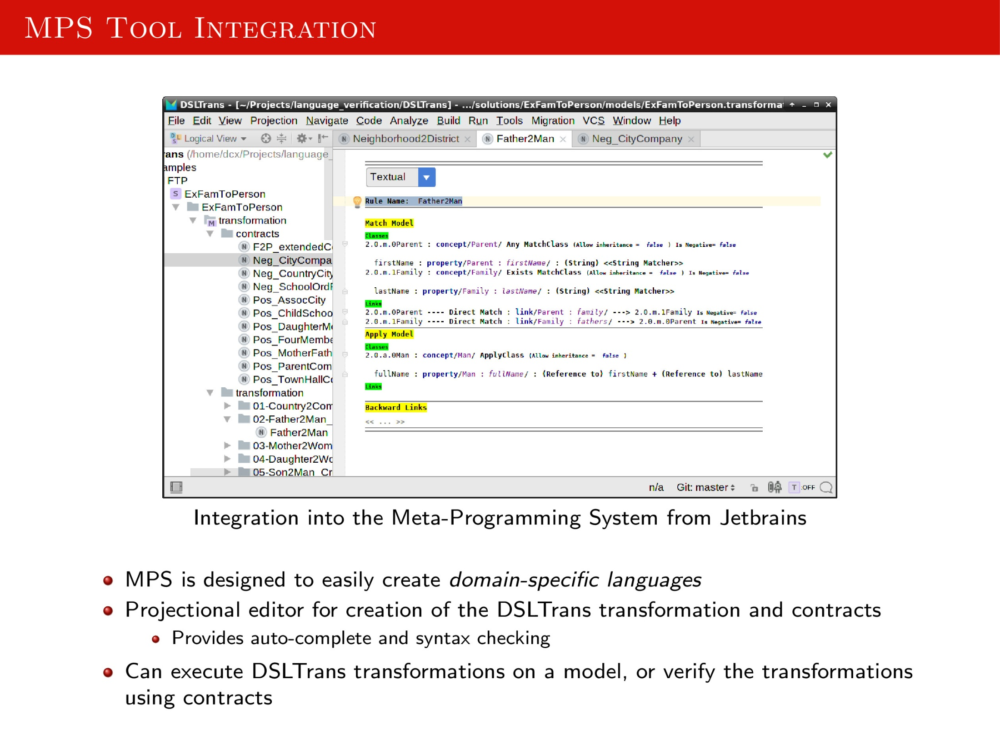 MPS Tool Integration
DSLTrans - [~/Projects/language_verification/DSLTrans] - .../solutions/ExFamToPerson/models/ExFamToPerson.transforma
File Edit View Projection Navigate Code Analyze Build Run Tools Migration VCS Window Help
Logical View
Neighborhood2District
Father2Man
Neg_CityCompany
rans (/home/dcx/Projects/language_
amples
FTP
S ExFamToPerson
ExFamToPerson
M transformation
contracts
N F2P_extendedC
N Neg_CityCompa
N Neg_CountryCity
N Neg_SchoolOrdF
N Pos_AssocCity
N Pos_ChildSchoo
N Pos_DaughterMo
N Pos_FourMembe
N Pos_MotherFath
N Pos_ParentCom
N Pos_TownHallCo
transformation
01-Country2Com
02-Father2Man_
N Father2Man
03-Mother2Wom
04-Daughter2Wo
05-Son2Man_Cr
Textual
Rule Name: Father2Man
Match Model
Classes
2.0.m.0Parent : concept/Parent/ Any MatchClass (Allow inheritance = false ) Is Negative= false
firstName : property/Parent : firstName/ : (String) <<String Matcher>>
2.0.m.1Family : concept/Family/ Exists MatchClass (Allow inheritance = false ) Is Negative= false
lastName : property/Family : lastName/ : (String) <<String Matcher>>
Links
2.0.m.0Parent ---- Direct Match : link/Parent : family/ ---> 2.0.m.1Family Is Negative= false
2.0.m.1Family ---- Direct Match : link/Family : fathers/ ---> 2.0.m.0Parent Is Negative= false
Apply Model
Classes
2.0.a.0Man : concept/Man/ ApplyClass (Allow inheritance = false )
fullName : property/Man : fullName/ : (Reference to) firstName + (Reference to) lastName
Links
Backward Links
<< ... >>
n/a Git: master T :OFF
Integration into the Meta-Programming System from Jetbrains
• MPS is designed to easily create domain-specific languages
• Projectional editor for creation of the DSLTrans transformation and contracts
• Provides auto-complete and syntax checking
• Can execute DSLTrans transformations on a model, or verify the transformations
using contracts